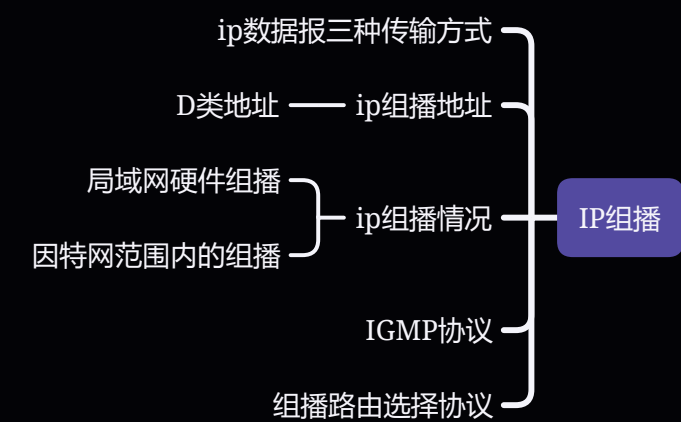 ip数据报三种传输方式
D类地址
ip组播地址
局域网硬件组播
ip组播情况
IP组播
因特网范围内的组播
IGMP协议
组播路由选择协议